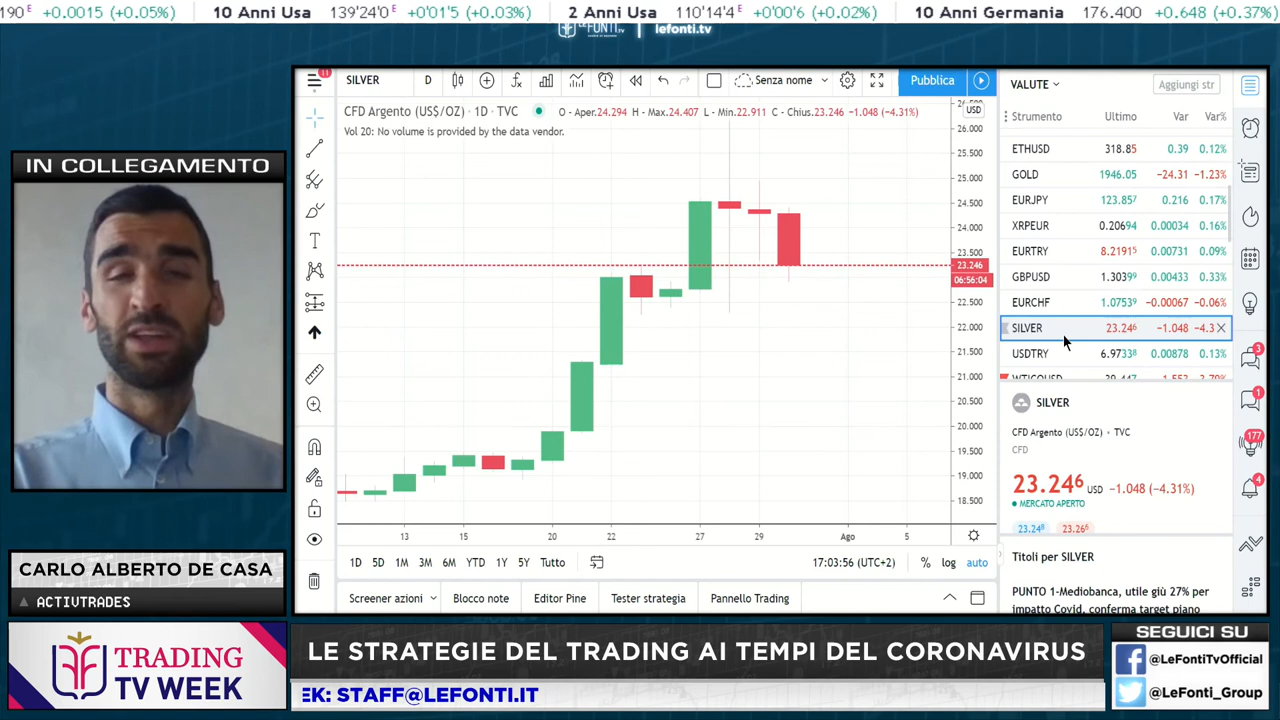 190 E +0.0015 (+0.05%) 10 Anni Usa 139'24'0 E +0'01'5 (+0.03%) 2 Anni Usa 110'14'4 E +0'00'6 (+0.02%) 10 Anni Germania 176.400 +0.648 (+0.37%)
LE FONTI.TV lefonti.tv
IN COLLEGAMENTO
11 SILVER D Senza nome Pubblica
CFD Argento (US$/OZ) · 1D · TVC O - Aper.24.294 H - Max.24.407 L - Min.22.911 C - Chius.23.246 −1.048 (−4.31%)
Vol 20: No volume is provided by the data vendor.
USD
26.000
25.500
25.000
24.500
24.000
23.500
23.246
06:56:04
22.500
22.000
21.500
21.000
20.500
20.000
19.500
19.000
18.500
13 15 20 22 27 29 Ago 5
1D 5D 1M 3M 6M YTD 1Y 5Y Tutto 17:03:56 (UTC+2) % log auto
Screener azioni Blocco note Editor Pine Tester strategia Pannello Trading
VALUTE Aggiungi str
Strumento Ultimo Var Var%
ETHUSD 318.85 0.39 0.12%
GOLD 1946.05 −24.31 −1.23%
EURJPY 123.857 0.216 0.17%
XRPEUR 0.20694 0.00034 0.16%
EURTRY 8.21915 0.00731 0.09%
GBPUSD 1.30399 0.00433 0.33%
EURCHF 1.07539 −0.00067 −0.06%
SILVER 23.246 −1.048 −4.3
USDTRY 6.97338 0.00878 0.13%
SILVER
CFD Argento (US$/OZ) • TVC
CFD
23.246 USD −1.048 (−4.31%)
MERCATO APERTO
23.248 23.266
Titoli per SILVER
PUNTO 1-Mediobanca, utile giù 27% per
impatto Covid, conferma target piano
3
1
177
4
CARLO ALBERTO DE CASA
ACTIVTRADES
TRADING
TV WEEK
LE STRATEGIE DEL TRADING AI TEMPI DEL CORONAVIRUS
EK: STAFF@LEFONTI.IT
SEGUICI SU
@LeFontiTvOfficial
@LeFonti_Group